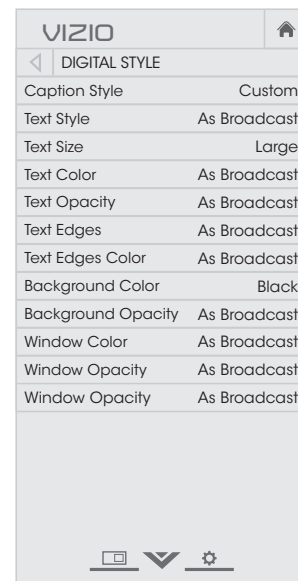 VIZIO
DIGITAL STYLE
Caption Style Custom
Text Style As Broadcast
Text Size Large
Text Color As Broadcast
Text Opacity As Broadcast
Text Edges As Broadcast
Text Edges Color As Broadcast
Background Color Black
Background Opacity As Broadcast
Window Color As Broadcast
Window Opacity As Broadcast
Window Opacity As Broadcast